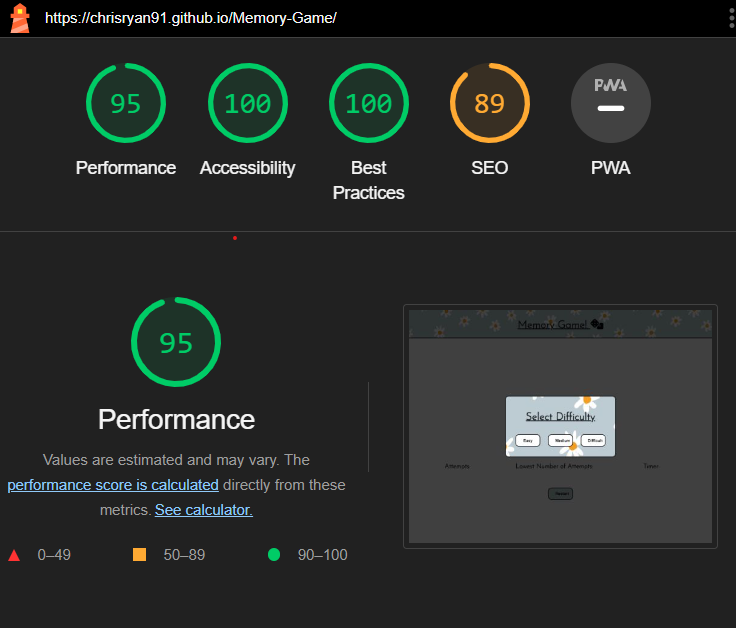 https://chrisryan91.github.io/Memory-Game/
95
100
100
89
PWA
Performance
Accessibility
Best
Practices
SEO
PWA
95
Performance
Values are estimated and may vary. The
performance score is calculated directly from these
metrics. See calculator.
0–49
50–89
90–100
Memory Game!
Select Difficulty
Easy
Medium
Difficult
Attempts
Lowest Number of Attempts
Timer